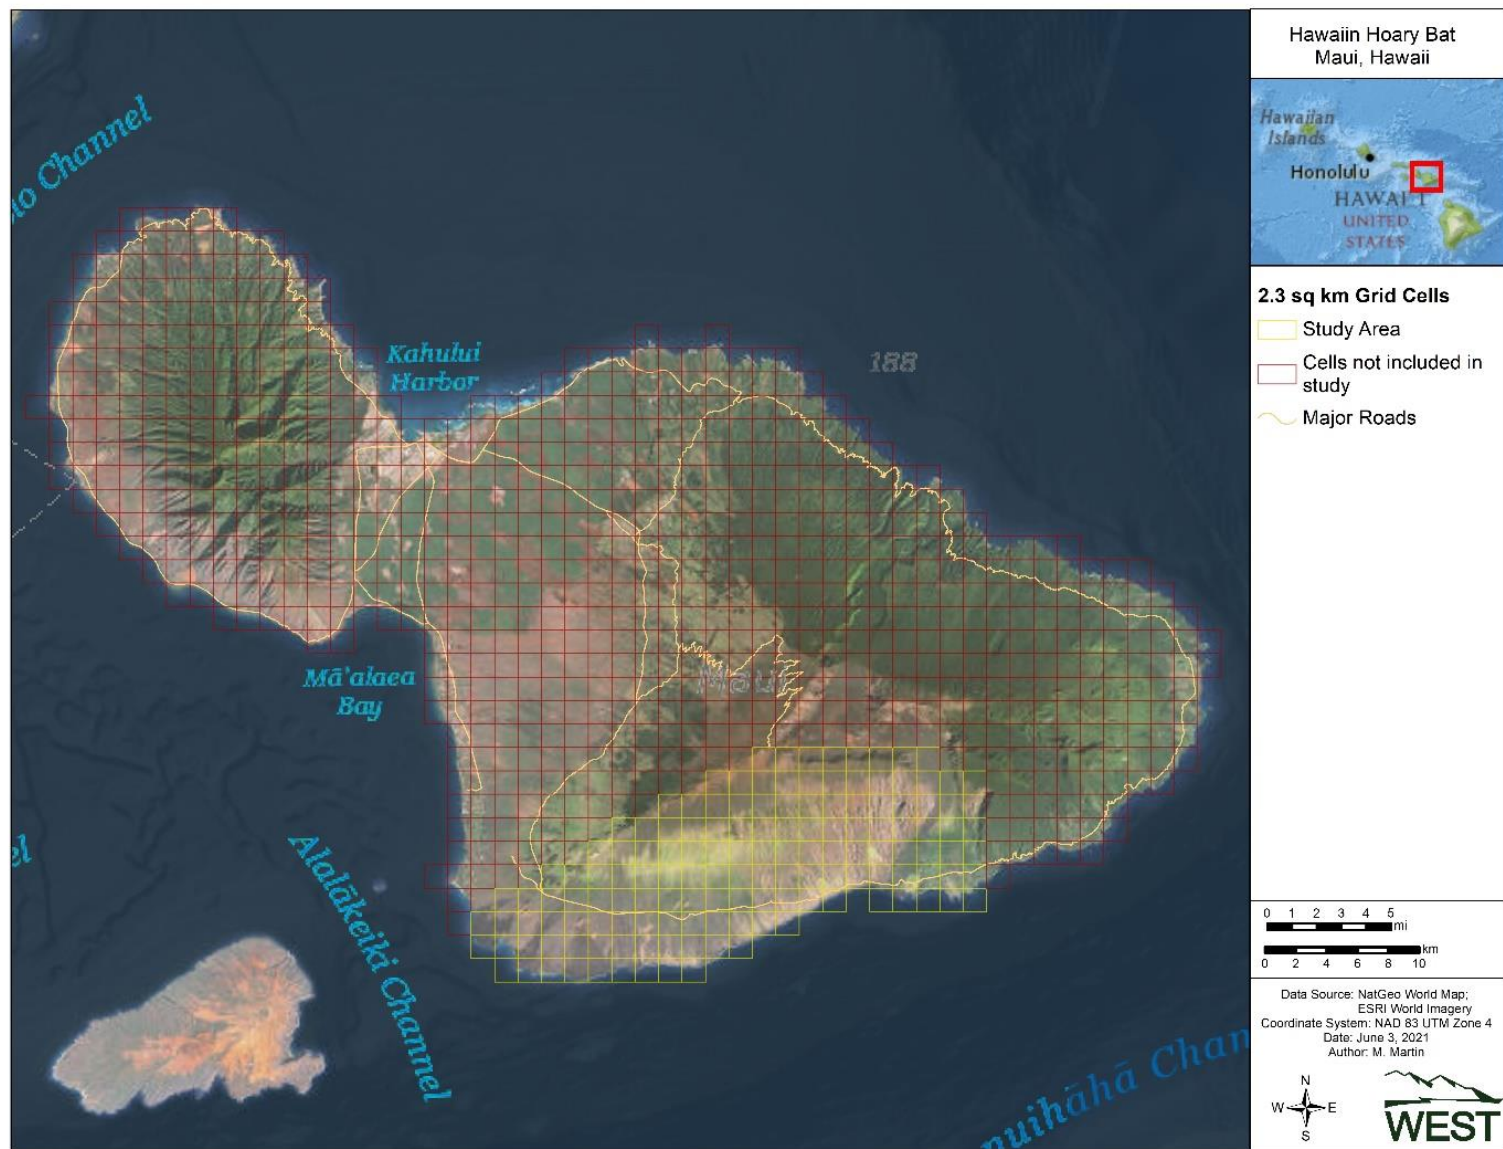 Hawaiin Hoary Bat
Maui, Hawaii
Hawaiian
Islands
Honolulu
HAWAI'I
UNITED
STATES
2.3 sq km Grid Cells
Study Area
Cells not included in
study
Major Roads
Channel
Kahului
Harbor
188
Mā'alaea
Bay
Maui
Alalākeiki Channel
0 1 2 3 4 5
mi
km
0 2 4 6 8 10
Data Source: NatGeo World Map;
ESRI World Imagery
Coordinate System: NAD 83 UTM Zone 4
Date: June 3, 2021
Author: M. Martin
N
W E
S
WEST